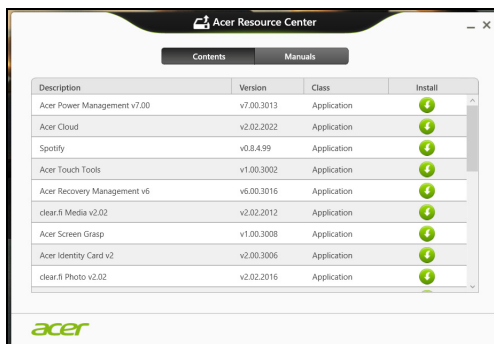 Acer Resource Center
Contents Manuals
Description Version Class Install
Acer Power Management v7.00 v7.00.3013 Application
Acer Cloud v2.02.2022 Application
Spotify v0.8.4.99 Application
Acer Touch Tools v1.00.3002 Application
Acer Recovery Management v6 v6.00.3016 Application
clear.fi Media v2.02 v2.02.2012 Application
Acer Screen Grasp v1.00.3008 Application
Acer Identity Card v2 v2.00.3006 Application
clear.fi Photo v2.02 v2.02.2016 Application
acer